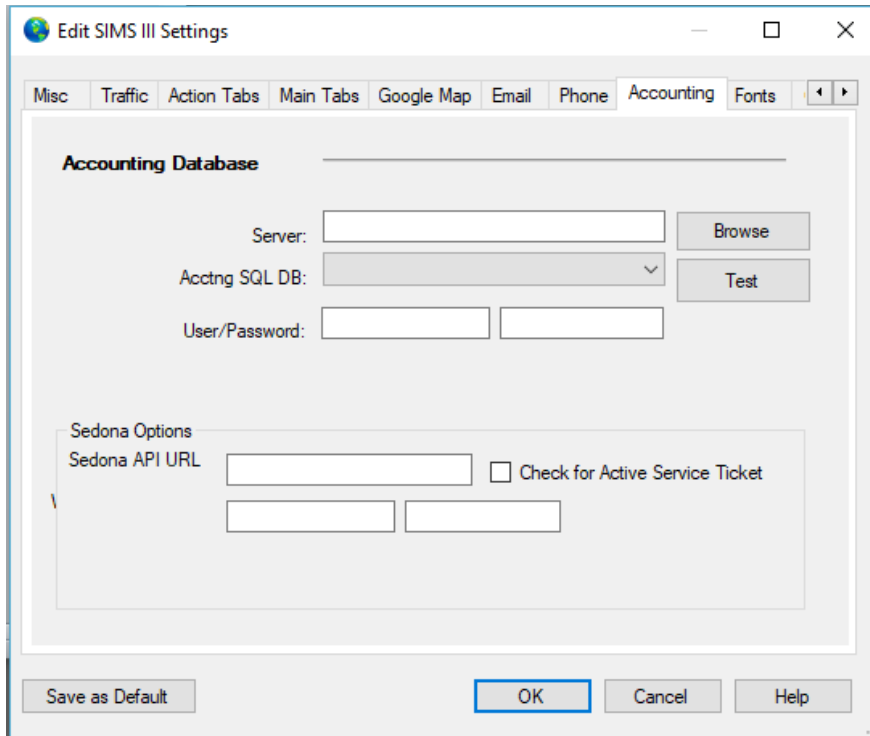 Edit SIMS III Settings
Misc Traffic Action Tabs Main Tabs Google Map Email Phone Accounting Fonts
Accounting Database
Server: Browse
Acctng SQL DB: Test
User/Password:
Sedona Options
Sedona API URL Check for Active Service Ticket
Save as Default OK Cancel Help